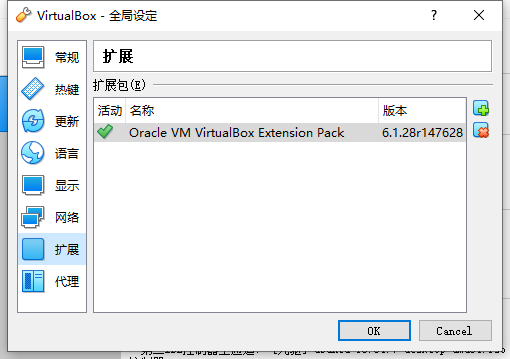 VirtualBox - 全局设定
常规
热键
更新
语言
显示
网络
扩展
代理
扩展
扩展包(E)
活动 名称 版本
Oracle VM VirtualBox Extension Pack 6.1.28r147628
OK Cancel